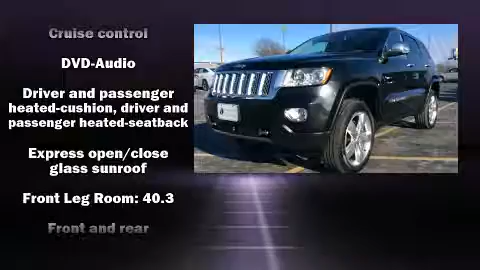 Cruise control
DVD-Audio
Driver and passenger
heated-cushion, driver and
passenger heated-seatback
Express open/close
glass sunroof
Front Leg Room: 40.3
Front and rear